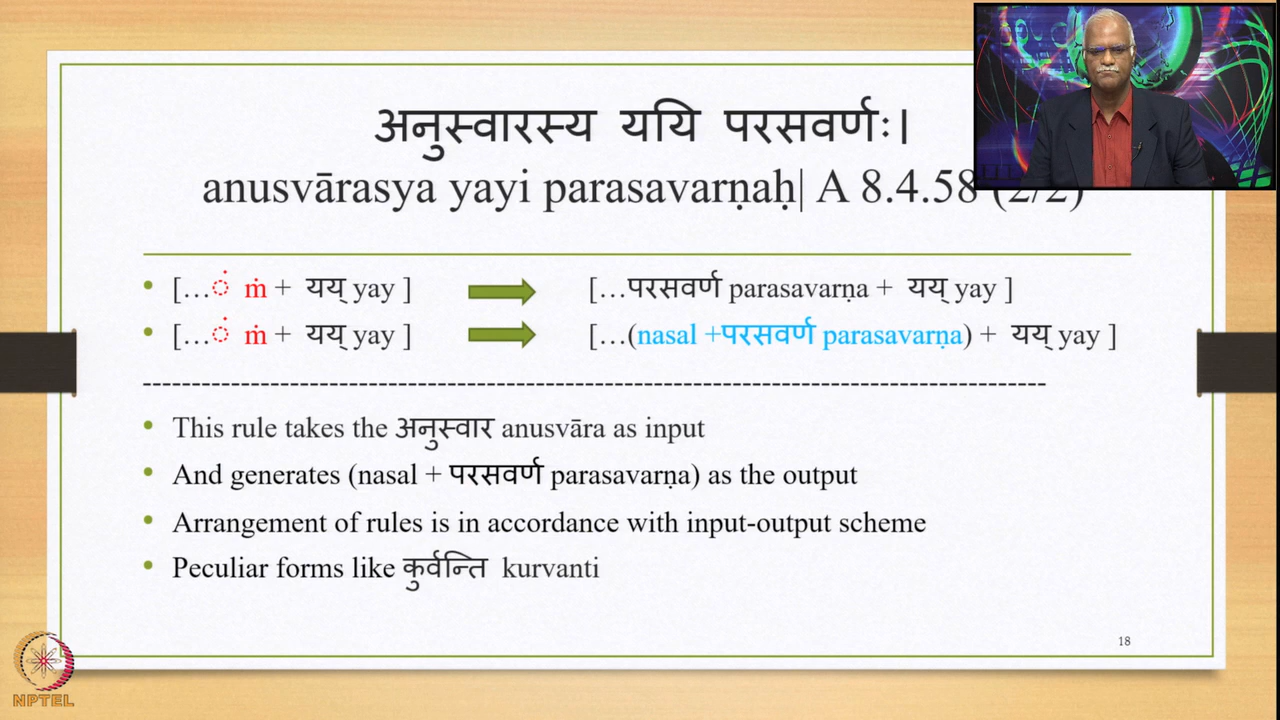 अनुस्वारस्य ययि परसवर्णः।
anusvārasya yayi parasavarṇaḥ| A 8.4.58 (2/2)
• […ं ṁ + यय् yay ] […परसवर्ण parasavarṇa + यय् yay ]
• […ं ṁ + यय् yay ] […(nasal +परसवर्ण parasavarṇa) + यय् yay ]
--------------------------------------------------------------------------------------------
• This rule takes the अनुस्वार anusvāra as input
• And generates (nasal + परसवर्ण parasavarṇa) as the output
• Arrangement of rules is in accordance with input-output scheme
• Peculiar forms like कुर्वन्ति kurvanti
18
NPTEL